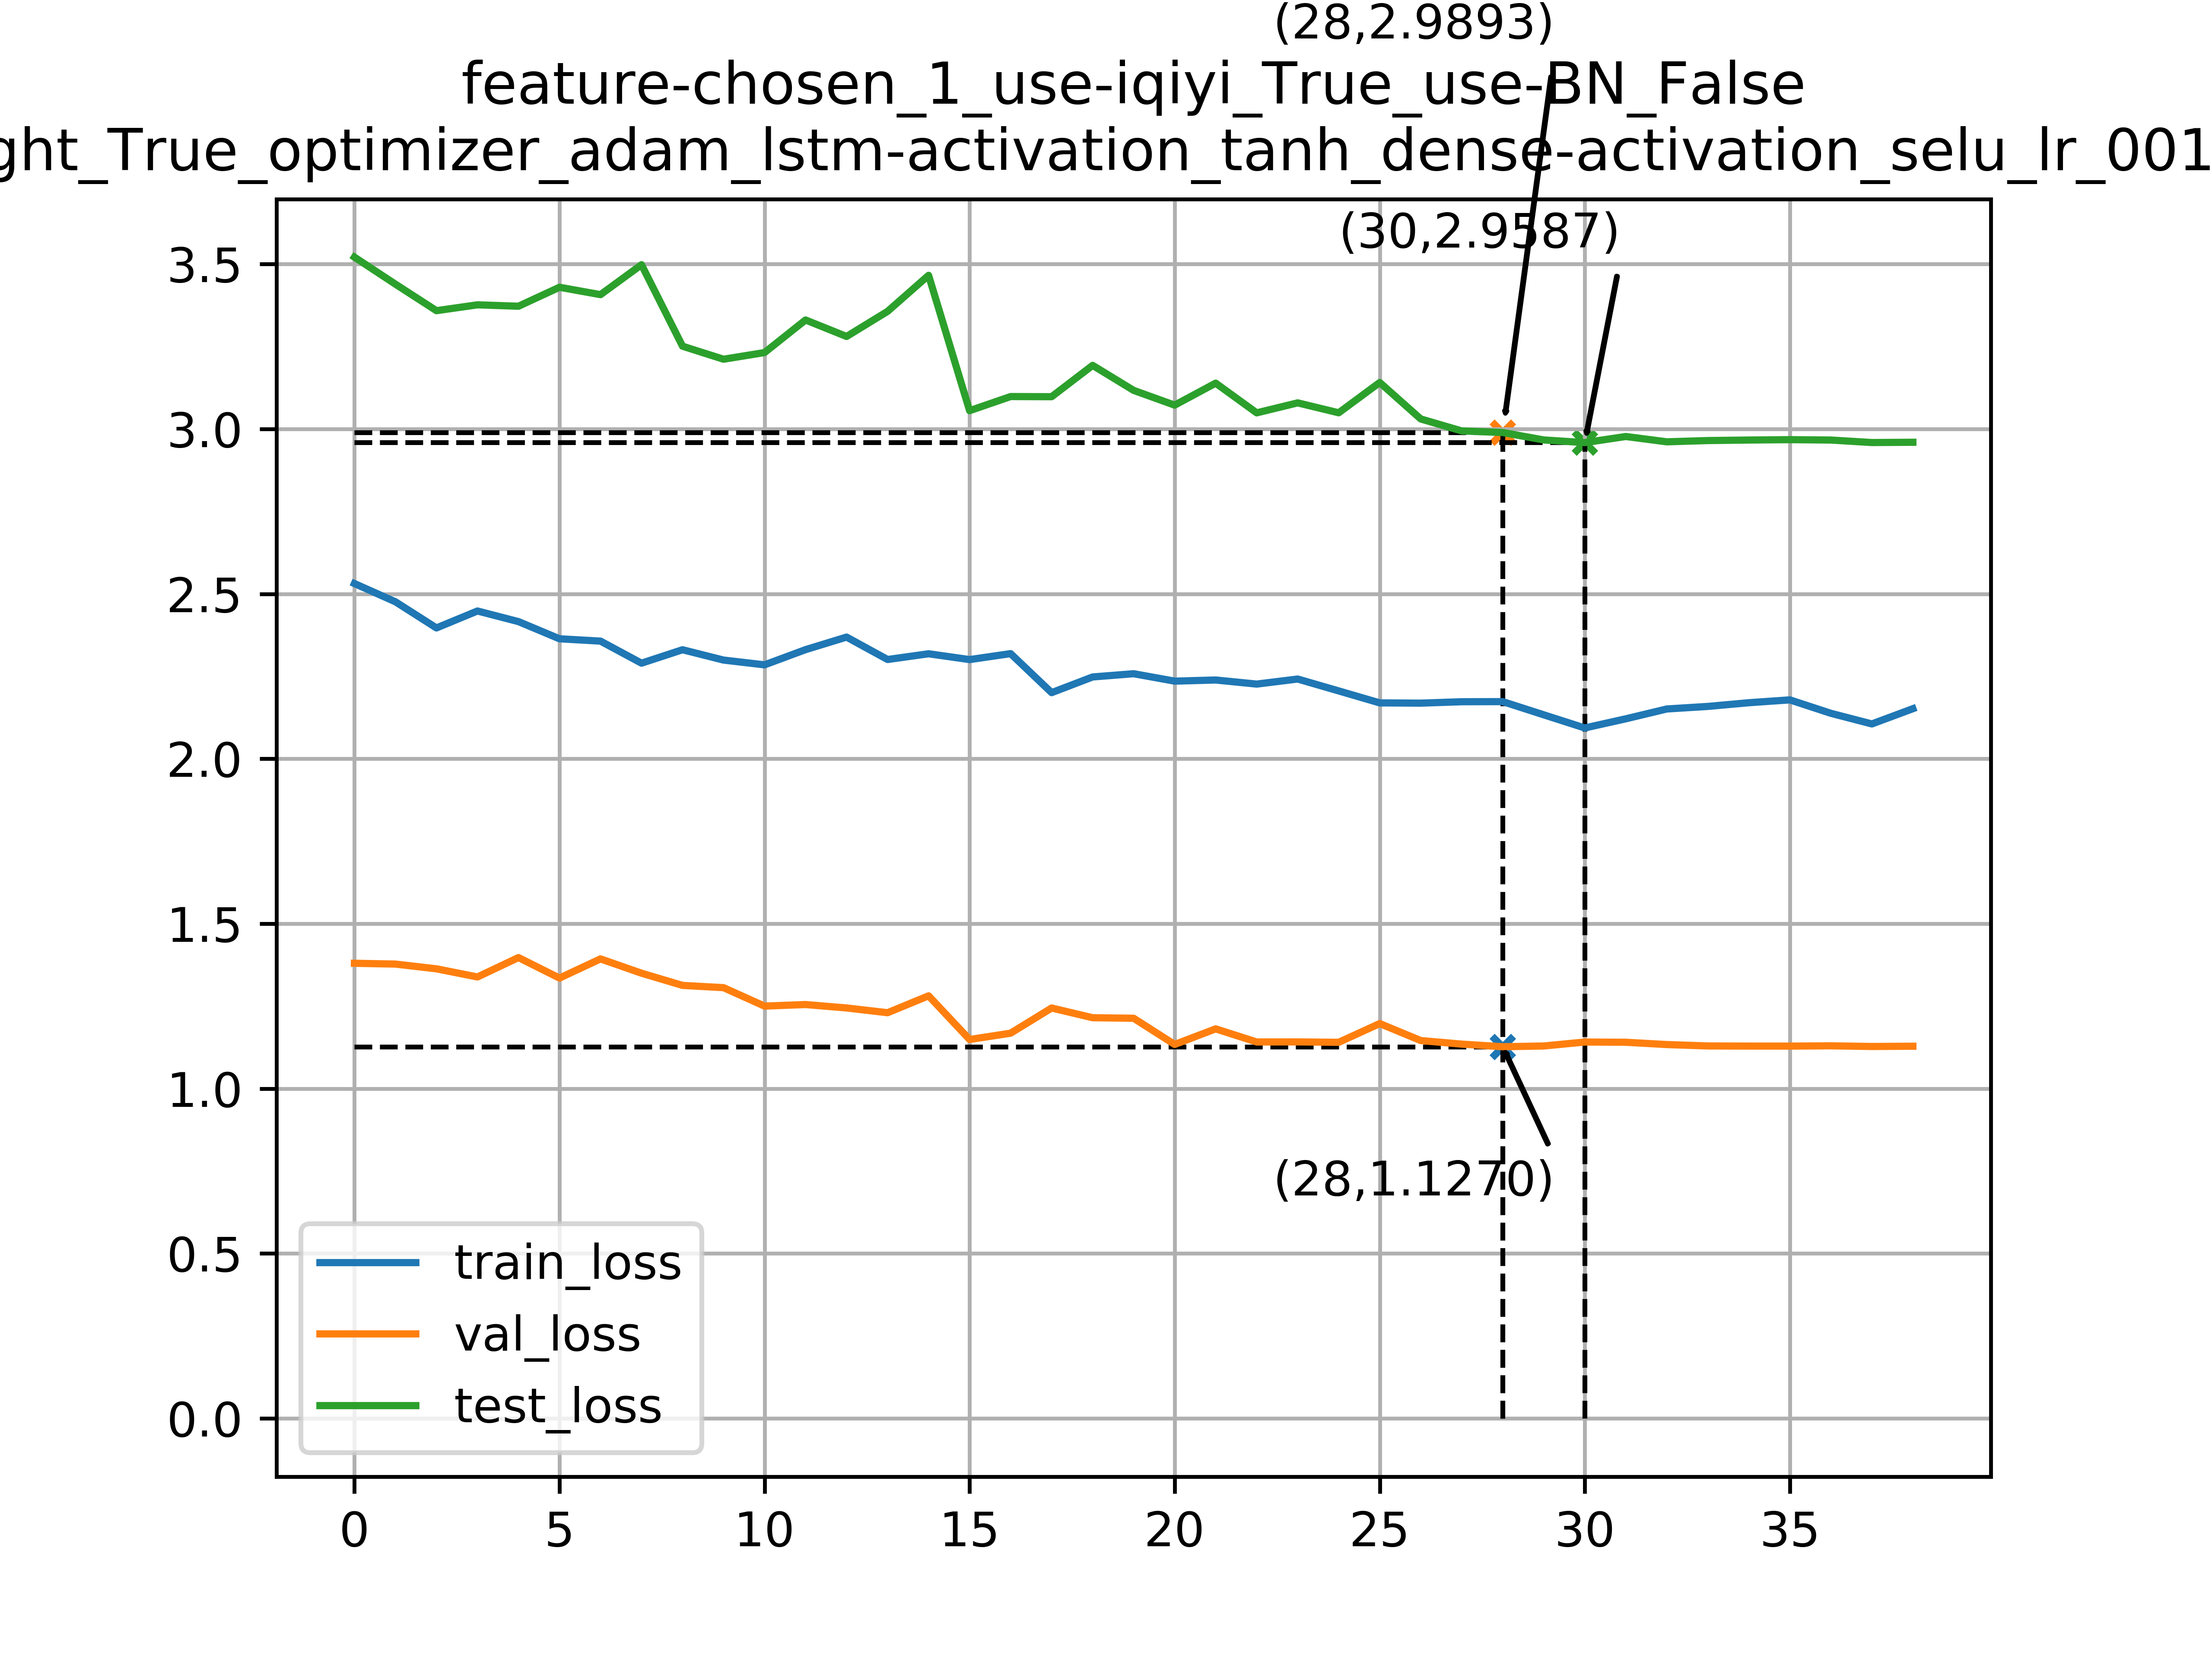 (28,2.9893)
feature-chosen_1_use-iqiyi_True_use-BN_False
ght_True_optimizer_adam_lstm-activation_tanh_dense-activation_selu_lr_001
(30,2.9587)
3.5
3.0
2.5
2.0
1.5
1.0
(28,1.1270)
0.5
0.0
train_loss
val_loss
test_loss
0 5 10 15 20 25 30 35